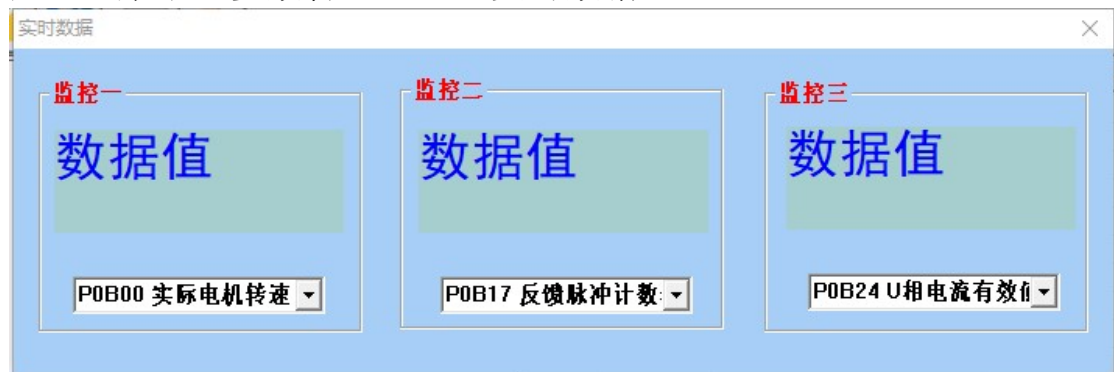 实时数据
监控一
监控二
监控三
数据值
数据值
数据值
P0B00 实际电机转速
P0B17 反馈脉冲计数
P0B24 U相电流有效